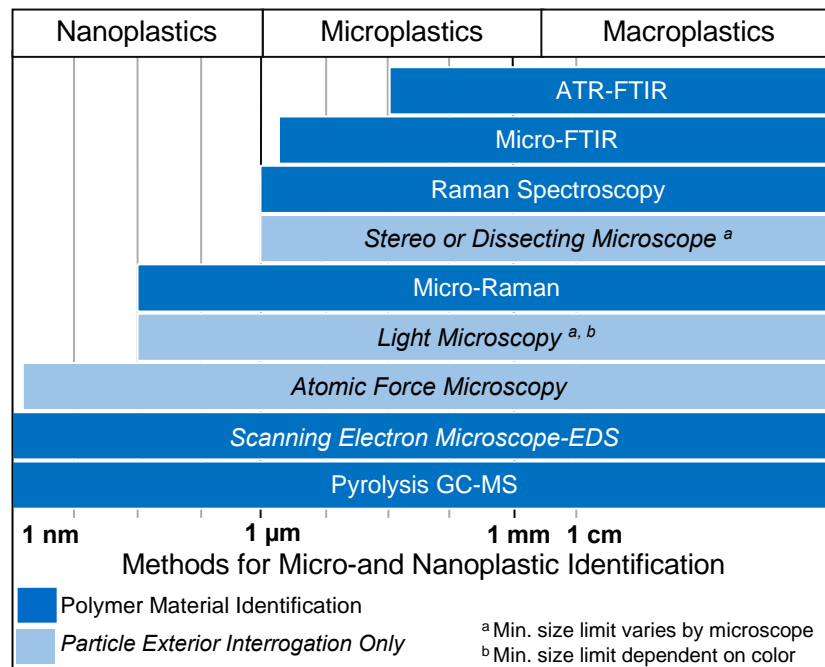 Nanoplastics Microplastics Macroplastics
ATR-FTIR
Micro-FTIR
Raman Spectroscopy
Stereo or Dissecting Microscope a
Micro-Raman
Light Microscopy a, b
Atomic Force Microscopy
Scanning Electron Microscope-EDS
Pyrolysis GC-MS
1 nm 1 µm 1 mm 1 cm
Methods for Micro-and Nanoplastic Identification
Polymer Material Identification
Particle Exterior Interrogation Only
a Min. size limit varies by microscope
b Min. size limit dependent on color